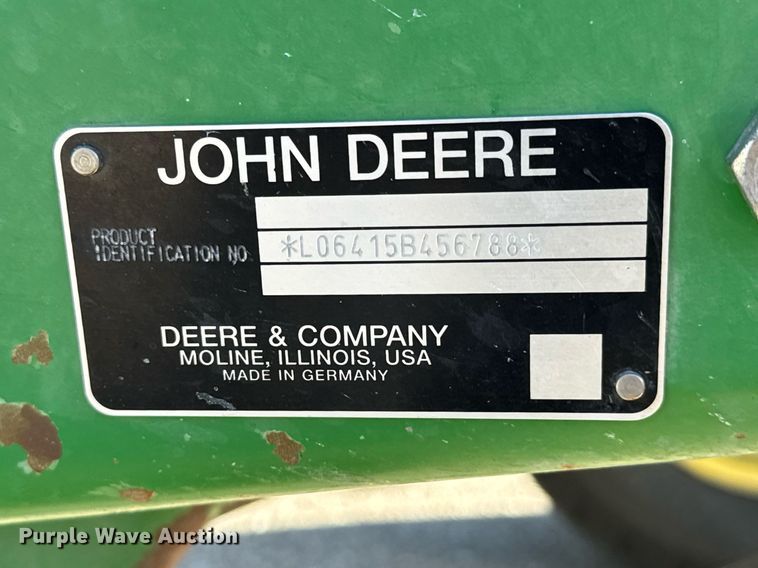 JOHN DEERE
PRODUCT
IDENTIFICATION NO
*L06415B456788*
DEERE & COMPANY
MOLINE, ILLINOIS, USA
MADE IN GERMANY
Purple Wave Auction